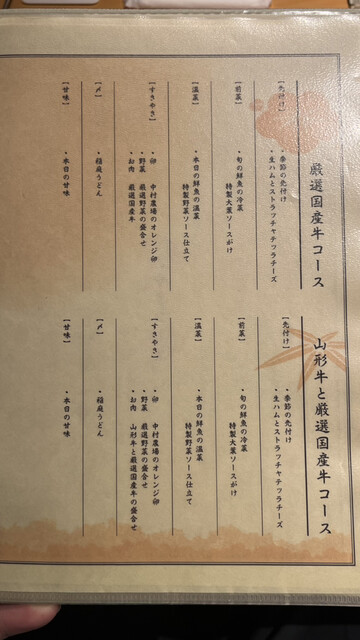 厳選国産牛コース
【先付け】
・季節の先付け
・生ハムとストラッチャテッラチーズ
【前菜】
・旬の鮮魚の冷菜
特製大葉ソースがけ
【温菜】
・本日の鮮魚の温菜
特製野菜ソース仕立て
【すきやき】
・卵 中村農場のオレンジ卵
・野菜 厳選野菜の盛合せ
・お肉 厳選国産牛
【〆】
・稲庭うどん
【甘味】
・本日の甘味
山形牛と厳選国産牛コース
【先付け】
・季節の先付け
・生ハムとストラッチャテッラチーズ
【前菜】
・旬の鮮魚の冷菜
特製大葉ソースがけ
【温菜】
・本日の鮮魚の温菜
特製野菜ソース仕立て
【すきやき】
・卵 中村農場のオレンジ卵
・野菜 厳選野菜の盛合せ
・お肉 山形牛と厳選国産牛の盛合せ
【〆】
・稲庭うどん
【甘味】
・本日の甘味